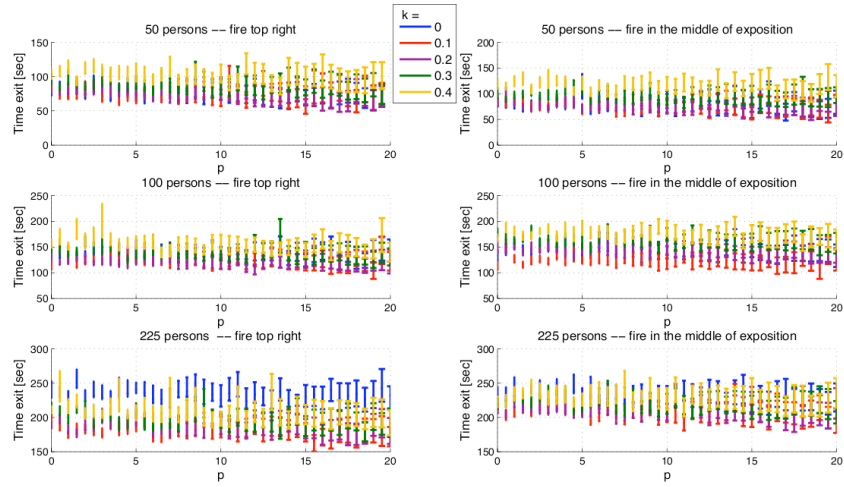 50 persons −− fire top right
k =
0
0.1
0.2
0.3
0.4
50 persons −− fire in the middle of exposition
150
100
50
0
Time exit [sec]
0 5 10 15 20
p
200
150
100
50
0
Time exit [sec]
0 5 10 15 20
p
100 persons −− fire top right
250
200
150
100
50
Time exit [sec]
0 5 10 15 20
p
100 persons −− fire in the middle of exposition
250
200
150
100
50
Time exit [sec]
0 5 10 15 20
p
225 persons −− fire top right
300
250
200
150
Time exit [sec]
0 5 10 15 20
p
225 persons −− fire in the middle of exposition
300
250
200
150
Time exit [sec]
0 5 10 15 20
p